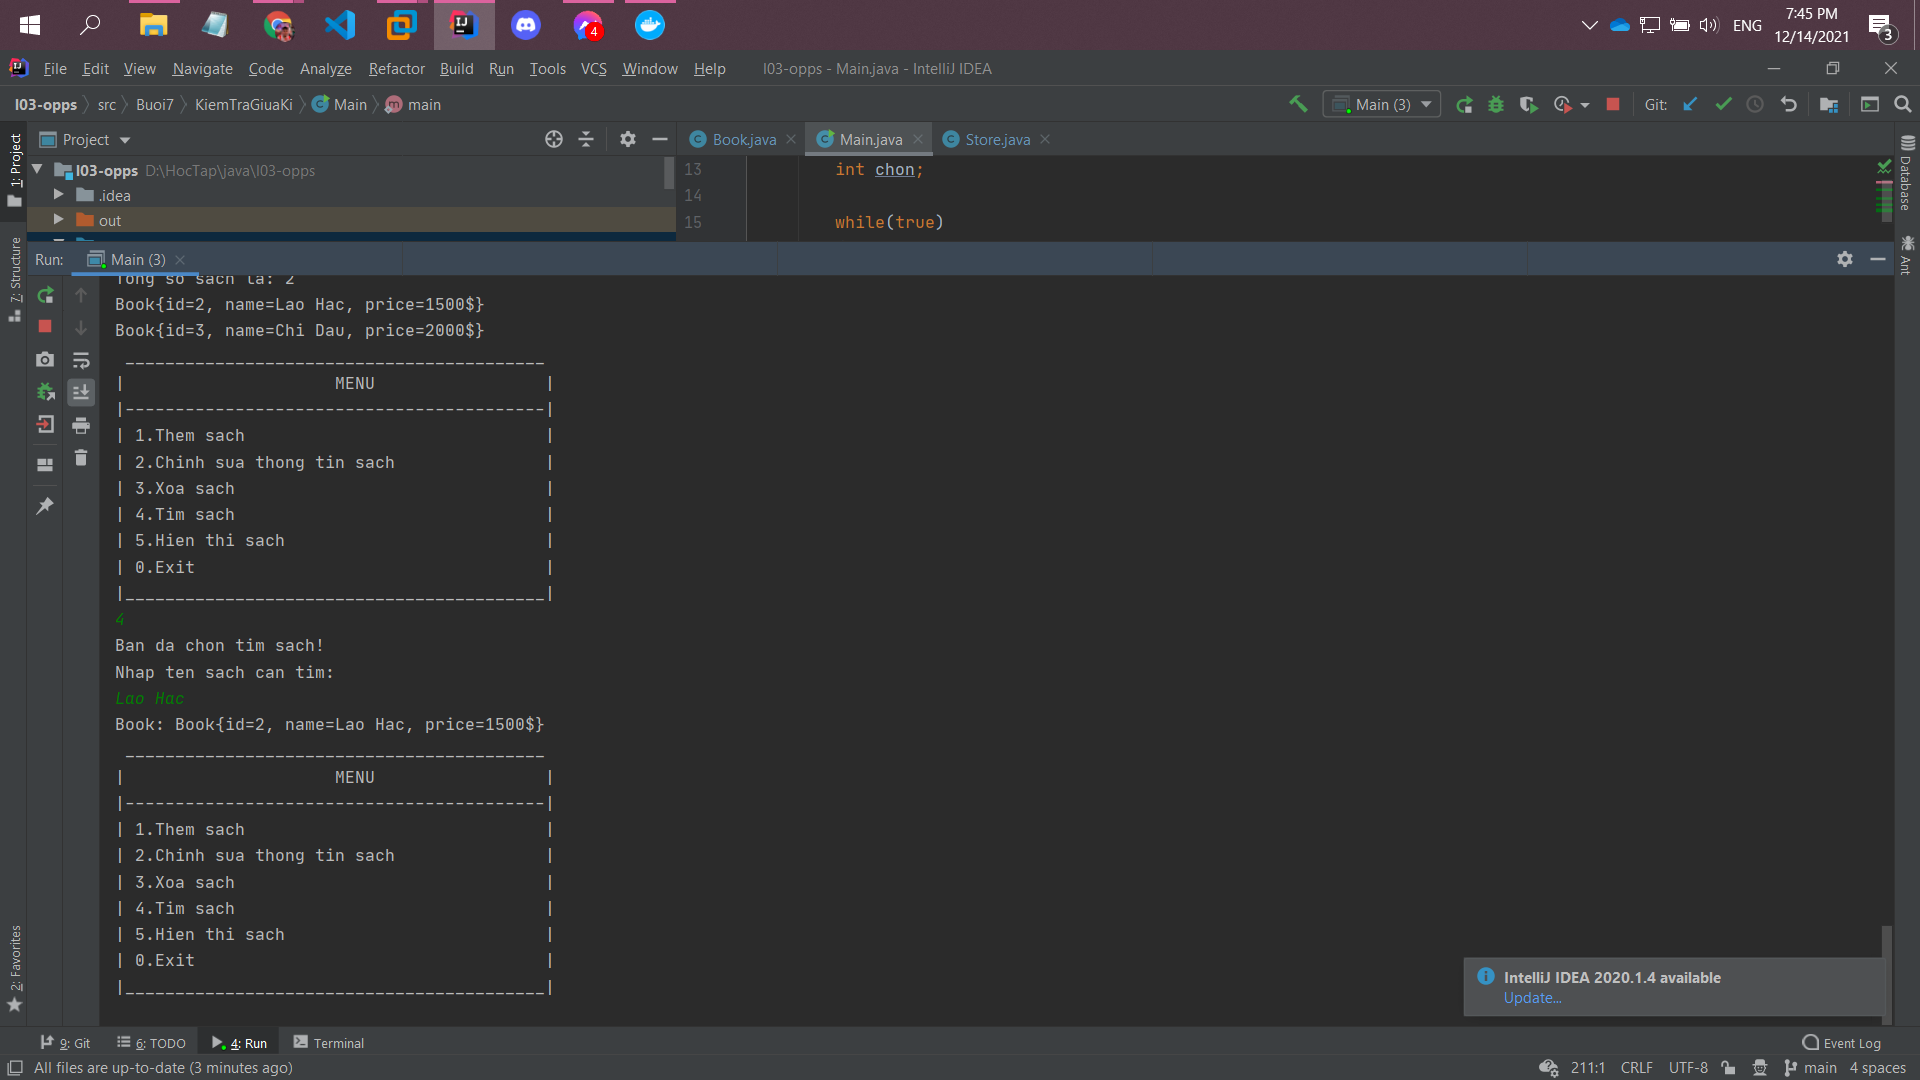 4
ENG
7:45 PM
12/14/2021
3
File Edit View Navigate Code Analyze Refactor Build Run Tools VCS Window Help l03-opps - Main.java - IntelliJ IDEA
l03-opps src Buoi7 KiemTraGiuaKi Main main
Main (3)
Git:
1: Project
Project
Book.java Main.java Store.java
l03-opps D:\HocTap\java\l03-opps
.idea
out
13 int chon;
14
15 while(true)
Database
Ant
7: Structure
Run: Main (3)
Tong so sach la: 2
Book{id=2, name=Lao Hac, price=1500$}
Book{id=3, name=Chi Dau, price=2000$}
 __________________________________________
| MENU |
|------------------------------------------|
| 1.Them sach |
| 2.Chinh sua thong tin sach |
| 3.Xoa sach |
| 4.Tim sach |
| 5.Hien thi sach |
| 0.Exit |
|__________________________________________|
4
Ban da chon tim sach!
Nhap ten sach can tim:
Lao Hac
Book: Book{id=2, name=Lao Hac, price=1500$}
 __________________________________________
| MENU |
|------------------------------------------|
| 1.Them sach |
| 2.Chinh sua thong tin sach |
| 3.Xoa sach |
| 4.Tim sach |
| 5.Hien thi sach |
| 0.Exit |
|__________________________________________|
2: Favorites
IntelliJ IDEA 2020.1.4 available
Update...
9: Git 6: TODO 4: Run Terminal Event Log
All files are up-to-date (3 minutes ago) 211:1 CRLF UTF-8 main 4 spaces